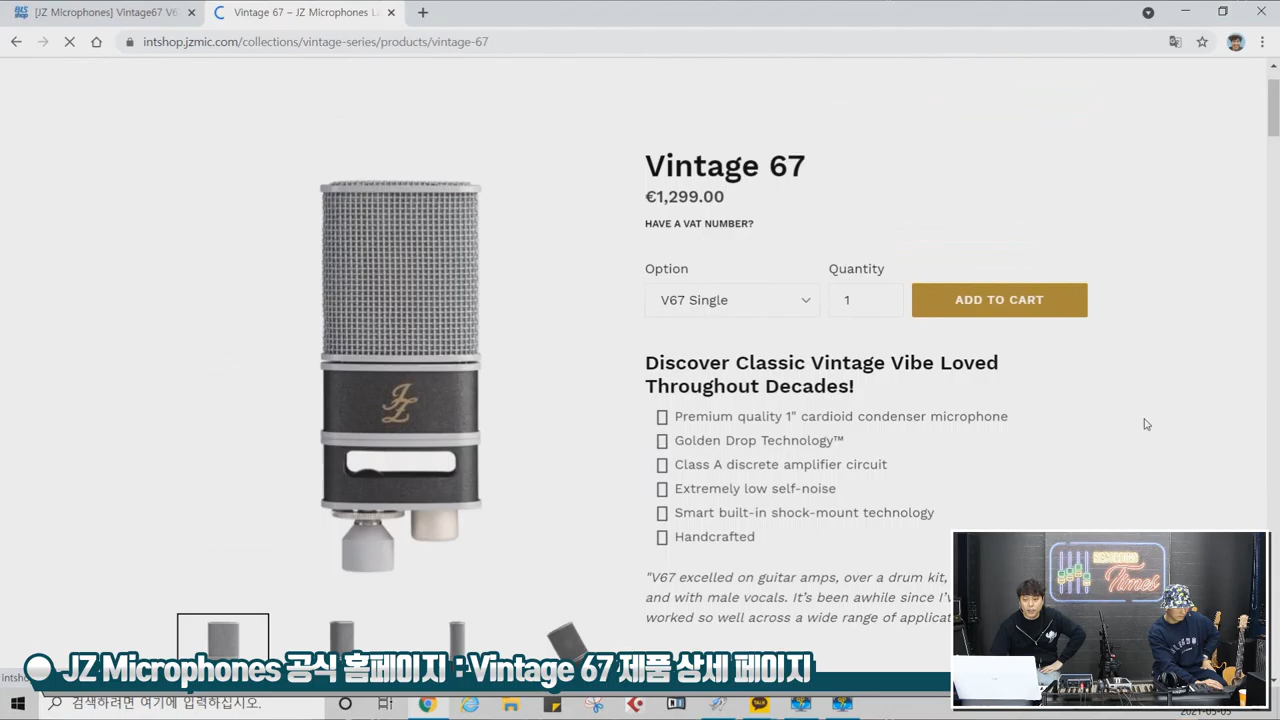 [JZ Microphones] Vintage67 V6
Vintage 67 – JZ Microphones L
intshop.jzmic.com/collections/vintage-series/products/vintage-67
Vintage 67
€1,299.00
HAVE A VAT NUMBER?
Option
Quantity
V67 Single
1
ADD TO CART
Discover Classic Vintage Vibe Loved
Throughout Decades!
Premium quality 1" cardioid condenser microphone
Golden Drop Technology™
Class A discrete amplifier circuit
Extremely low self-noise
Smart built-in shock-mount technology
Handcrafted
"V67 excelled on guitar amps, over a drum kit,
and with male vocals. It’s been awhile since I’v
worked so well across a wide range of applicat
JZ
Times
JZ Microphones 공식 홈페이지 : Vintage 67 제품 상세 페이지
Intshop
검색하려면 여기에 입력하십시오.